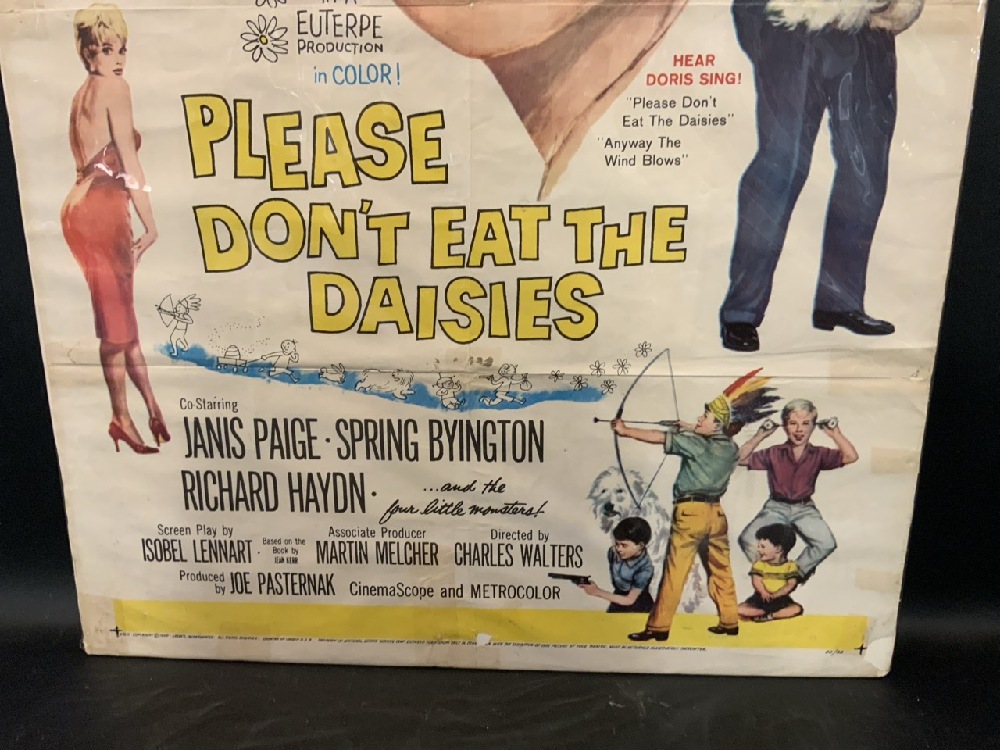 IN A
EUTERPE
PRODUCTION
in COLOR!
HEAR
DORIS SING!
"Please Don't
Eat The Daisies"
"Anyway The
Wind Blows"
PLEASE
DON'T EAT THE
DAISIES
Co-Starring
JANIS PAIGE · SPRING BYINGTON
RICHARD HAYDN · ...and the
four little monsters!
Screen Play by
ISOBEL LENNART ·
Based on the
Book by
JEAN KERR
Associate Producer
MARTIN MELCHER
Directed by
CHARLES WALTERS
Produced
by JOE PASTERNAK
CinemaScope and METROCOLOR